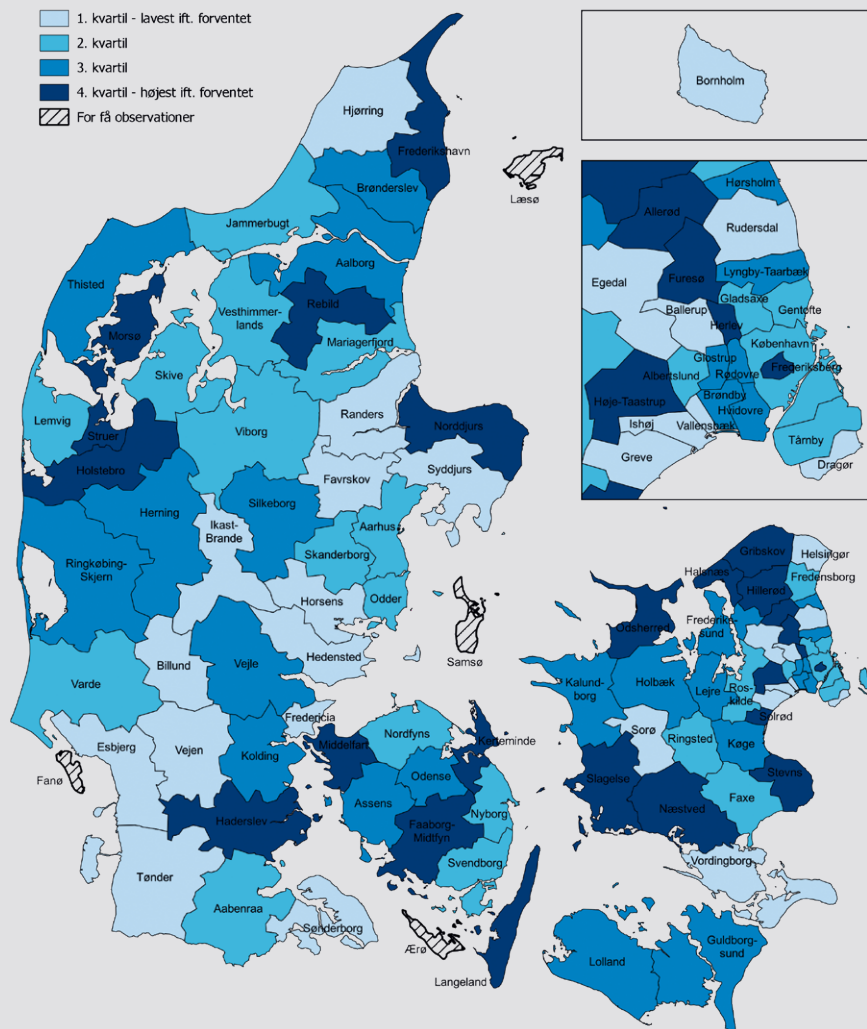 1. kvartil - lavest ift. forventet
2. kvartil
3. kvartil
4. kvartil - højest ift. forventet
For få observationer
Bornholm
Hjørring
Frederikshavn
Brønderslev
Læsø
Jammerbugt
Aalborg
Thisted
Vesthimmer-
lands
Rebild
Morsø
Mariagerfjord
Skive
Lemvig
Randers
Norddjurs
Struer
Viborg
Holstebro
Syddjurs
Favrskov
Silkeborg
Herning
Aarhus
Ikast-
Brande
Ringkøbing-
Skjern
Skanderborg
Odder
Horsens
Samsø
Hedensted
Billund
Vejle
Varde
Fredericia
Esbjerg
Vejen
Kolding
Fanø
Haderslev
Tønder
Aabenraa
Sønderborg
Middelfart
Nordfyns
Kerteminde
Odense
Assens
Nyborg
Faaborg-
Midtfyn
Svendborg
Ærø
Langeland
Hørsholm
Allerød
Rudersdal
Egedal
Furesø
Lyngby-Taarbæk
Ballerup
Gladsaxe
Gentofte
Herlev
København
Glostrup
Rødovre
Frederiksberg
Albertslund
Høje-Taastrup
Brøndby
Hvidovre
Ishøj
Vallensbæk
Greve
Tårnby
Dragør
Gribskov
Helsingør
Halsnæs
Hillerød
Fredensborg
Odsherred
Frederiks-
sund
Kalund-
borg
Holbæk
Lejre
Ros-
kilde
Solrød
Sorø
Ringsted
Køge
Slagelse
Stevns
Næstved
Faxe
Vordingborg
Guldborg-
sund
Lolland